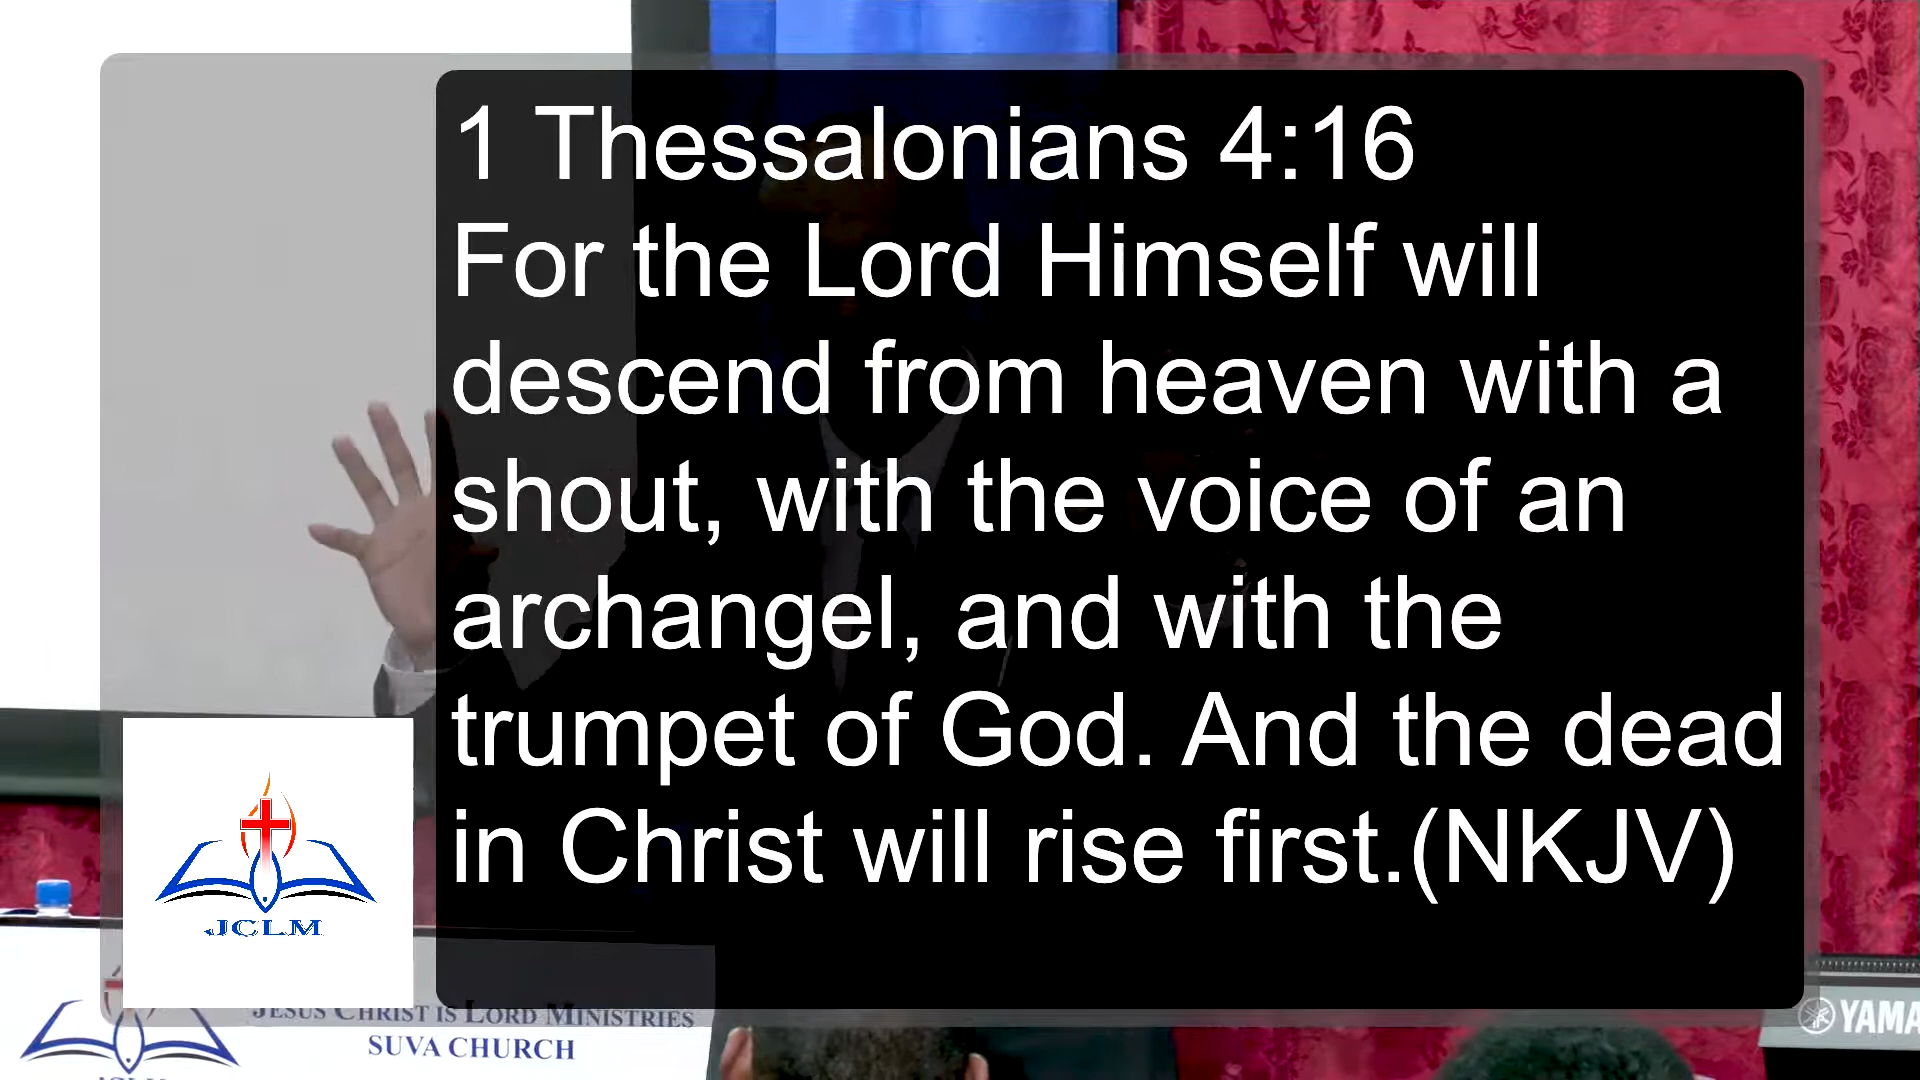 1 Thessalonians 4:16
For the Lord Himself will
descend from heaven with a
shout, with the voice of an
archangel, and with the
trumpet of God. And the dead
in Christ will rise first.(NKJV)
JCLM
JESUS CHRIST IS LORD MINISTRIES
SUVA CHURCH